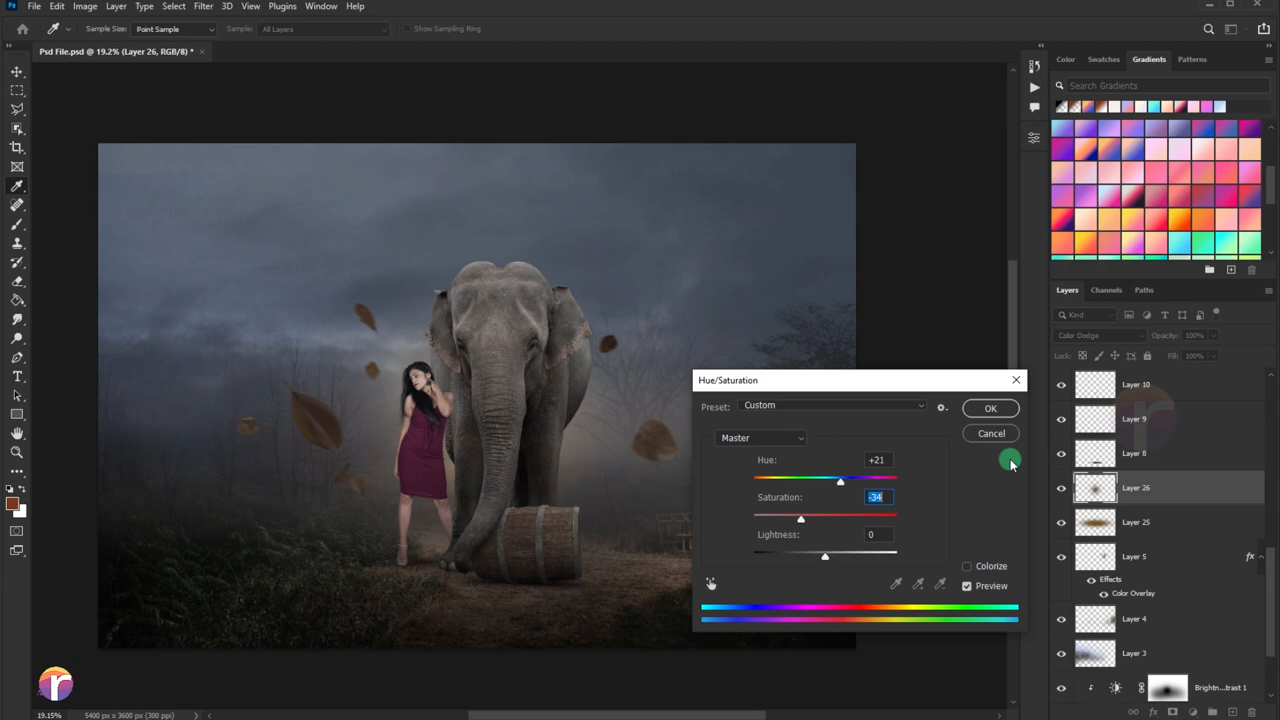 Ps File Edit Image Layer Type Select Filter 3D View Plugins Window Help
Sample Size: Point Sample Sample: All Layers Show Sampling Ring
Psd File.psd @ 19.2% (Layer 26, RGB/8) * ×
Color Swatches Gradients Patterns
Search Gradients
Layers Channels Paths
Kind
Color Dodge Opacity: 100%
Lock: Fill: 100%
Layer 10
Layer 9
Layer 8
Layer 26
Layer 25
Layer 5 fx
Effects
Color Overlay
Layer 4
Layer 3
Brightn...trast 1
Hue/Saturation
Preset: Custom OK
Cancel
Master
Hue: +21
Saturation: -34
Lightness: 0
Colorize
Preview
19.15% 5400 px x 3600 px (300 ppi)
fx